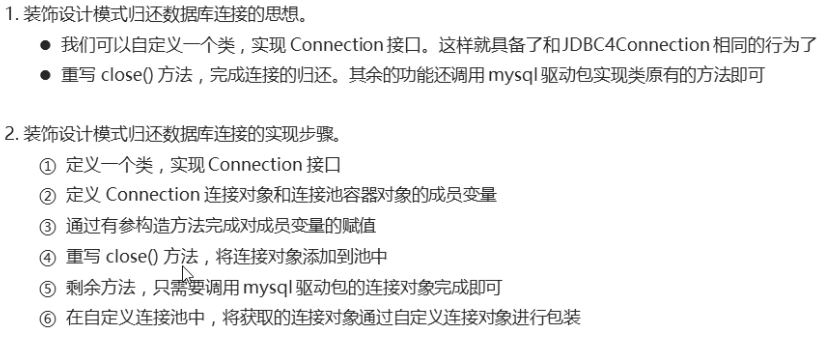 1. 装饰设计模式归还数据库连接的思想。
● 我们可以自定义一个类，实现 Connection 接口。这样就具备了和JDBC4Connection 相同的行为了
● 重写 close() 方法，完成连接的归还。其余的功能还调用 mysql 驱动包实现类原有的方法即可
2. 装饰设计模式归还数据库连接的实现步骤。
① 定义一个类，实现 Connection 接口
② 定义 Connection 连接对象和连接池容器对象的成员变量
③ 通过有参构造方法完成对成员变量的赋值
④ 重写 close() 方法，将连接对象添加到池中
⑤ 剩余方法，只需要调用 mysql 驱动包的连接对象完成即可
⑥ 在自定义连接池中，将获取的连接对象通过自定义连接对象进行包装